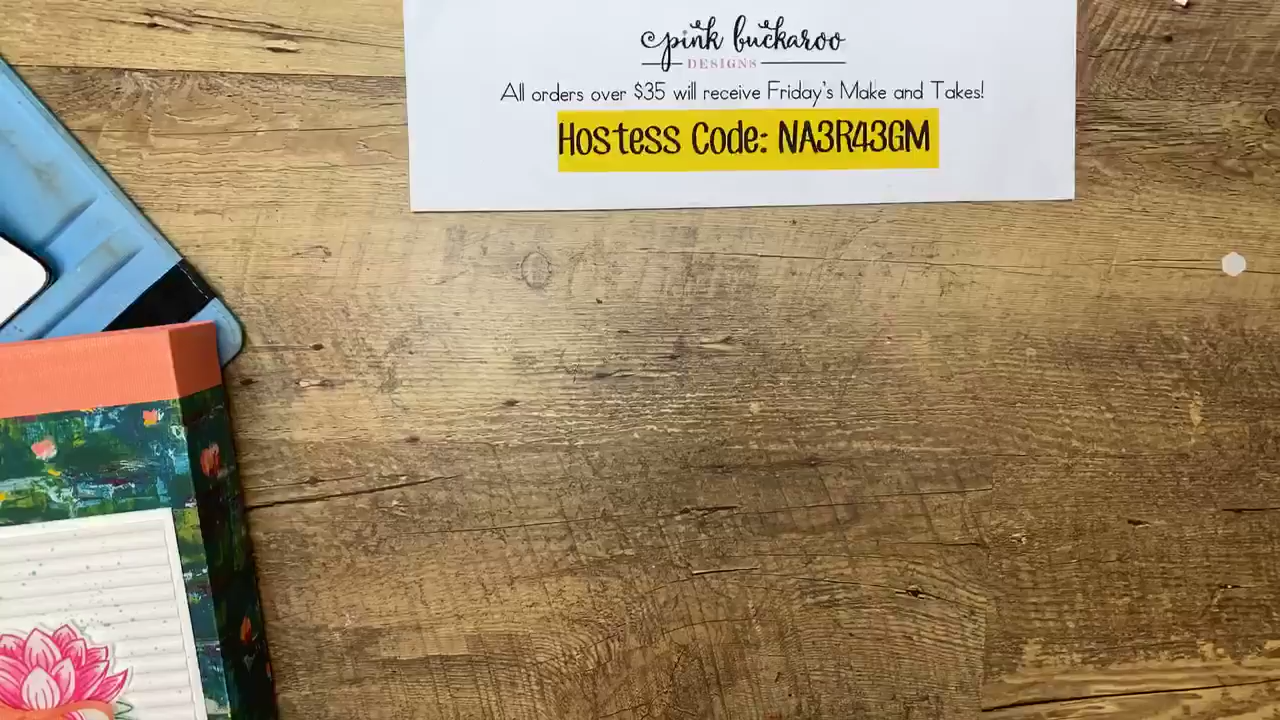 pink buckaroo
DESIGNS
All orders over $35 will receive Friday's Make and Takes!
Hostess Code: NA3R43GM